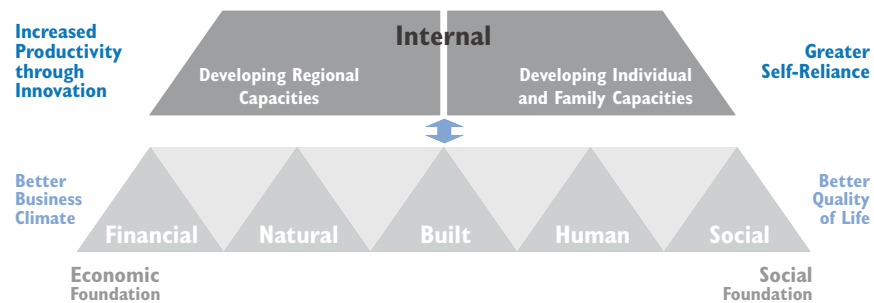 Increased
Productivity
through
Innovation
Internal
Developing Regional
Capacities
Developing Individual
and Family Capacities
Greater
Self-Reliance
Better
Business
Climate
Financial
Natural
Built
Human
Social
Better
Quality
of Life
Economic
Foundation
Social
Foundation